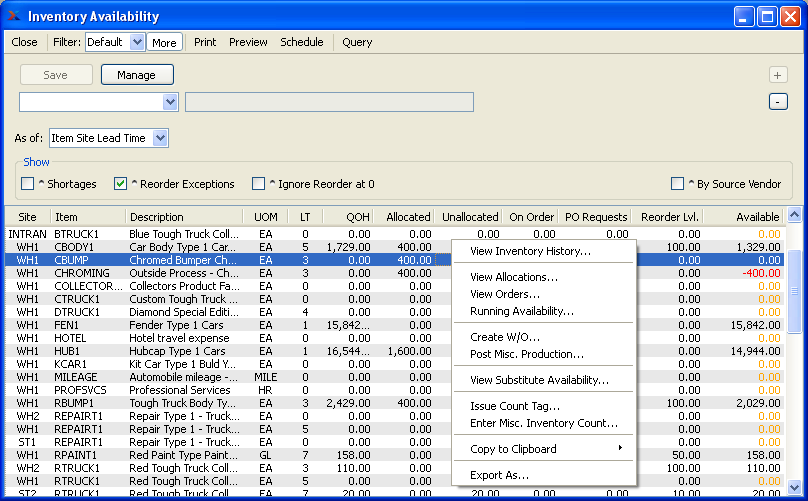 Inventory Availability
Close Filter: Default More Print Preview Schedule Query
Save Manage +
-
As of: Item Site Lead Time
Show
^ Shortages ^ Reorder Exceptions ^ Ignore Reorder at 0 ^ By Source Vendor
Site Item Description UOM LT QOH Allocated Unallocated On Order PO Requests Reorder Lvl. Available
INTRAN BTRUCK1 Blue Tough Truck Coll... EA 0 0.00 0.00 0.00 0.00 0.00 0.00 0.00
WH1 CBODY1 Car Body Type 1 Car... EA 5 1,729.00 400.00 100.00 1,329.00
WH1 CBUMP Chromed Bumper Ch... EA 3 0.00 400.00 0.00 0.00
WH1 CHROMING Outside Process - Ch... EA 3 0.00 400.00 0.00 -400.00
WH1 COLLECTOR... Collectors Product Fa... EA 0 0.00 0.00 0.00 0.00
WH1 CTRUCK1 Custom Tough Truck ... EA 0 0.00 0.00 0.00 0.00
WH1 DTRUCK1 Diamond Special Editi... EA 4 0.00 0.00 0.00 0.00
WH1 FEN1 Fender Type 1 Cars EA 1 15,842... 0.00 0.00 15,842.00
WH1 HOTEL Hotel travel expense EA 0 0.00 0.00 0.00 0.00
WH1 HUB1 Hubcap Type 1 Cars EA 1 16,544... 1,600.00 0.00 14,944.00
WH1 KCAR1 Kit Car Type 1 Buld Y... EA 0 0.00 0.00 0.00 0.00
WH1 MILEAGE Automobile mileage - ... MILE 0 0.00 0.00 0.00 0.00
WH1 PROFSVCS Professional Services HR 0 0.00 0.00 0.00 0.00
WH1 RBUMP1 Tough Truck Body Ty... EA 3 2,429.00 400.00 100.00 2,029.00
WH2 REPAIRT1 Repair Type 1 - Truck... EA 0 0.00 0.00 0.00 0.00
WH1 REPAIRT1 Repair Type 1 - Truck... EA 5 0.00 0.00 0.00 0.00
ST1 REPAIRT1 Repair Type 1 - Truck... EA 0 0.00 0.00 0.00 0.00
WH1 RPAINT1 Red Paint Type Paint... GL 7 158.00 0.00 50.00 158.00
WH2 RTRUCK1 Red Tough Truck Coll... EA 3 110.00 0.00 100.00 110.00
WH1 RTRUCK1 Red Tough Truck Coll... EA 5 0.00 0.00 0.00 0.00
ST1 RTRUCK1 Red Tough Truck Coll... EA 7 20.00 0.00 20.00 0.00 0.00 0.00 20.00
View Inventory History...
View Allocations...
View Orders...
Running Availability...
Create W/O...
Post Misc. Production...
View Substitute Availability...
Issue Count Tag...
Enter Misc. Inventory Count...
Copy to Clipboard
Export As...